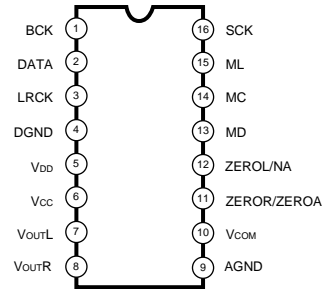 BCK 1 16 SCK
DATA 2 15 ML
LRCK 3 14 MC
DGND 4 13 MD
VDD 5 12 ZEROL/NA
VCC 6 11 ZEROR/ZEROA
VOUTL 7 10 VCOM
VOUTR 8 9 AGND